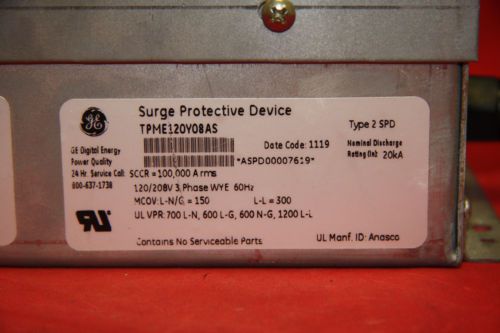 Surge Protective Device
TPME120Y08AS
Type 2 SPD
GE
GE Digital Energy
Power Quality
Date Code: 1119
Nominal Discharge
Rating (In): 20kA
*ASPD00007619*
24 Hr. Service Call:
800-637-1738
SCCR = 100,000 Arms
120/208V 3, Phase WYE 60Hz
MCOV: L-N/G = 150 L-L = 300
UL VPR: 700 L-N, 600 L-G, 600 N-G, 1200 L-L
Contains No Serviceable Parts
UL Manf. ID: Anasco